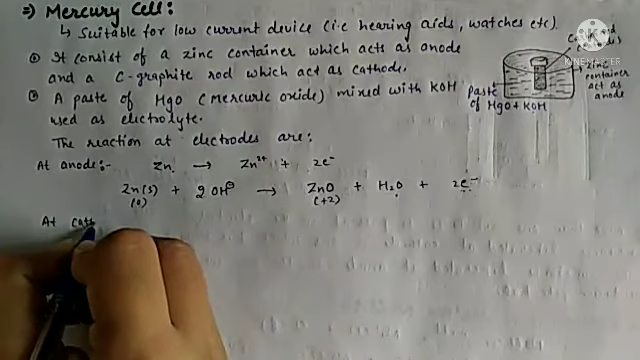 ⇒ Mercury Cell:
↳ Suitable for low current device (i.e hearing aids, watches etc).
It consist of a zinc container which acts as anode
and a C-graphite rod which act as cathode.
A paste of HgO (Mercuric oxide) mixed with KOH
used as electrolyte.
container
act as
anode
paste
of HgO + KOH
The reaction at electrodes are:
At anode:- Zn → Zn²⁺ + 2e⁻
Zn(s) + 2OH⊖ → ZnO + H₂O + 2e⁻
(0) (+2)
At cath
K
KINEMASTER